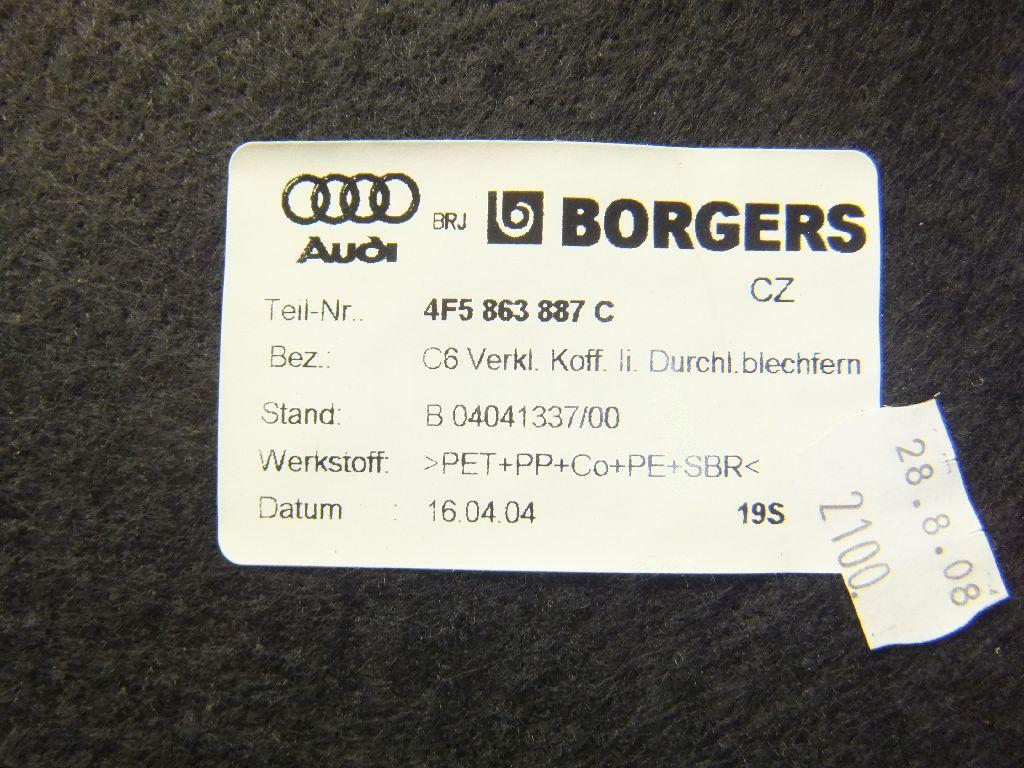 Audi BRJ BORGERS
CZ
Teil-Nr.: 4F5 863 887 C
Bez.: C6 Verkl. Koff. li. Durchl.blechfern
Stand: B 04041337/00
Werkstoff: >PET+PP+Co+PE+SBR<
Datum : 16.04.04 19S
28.8.08
2100.